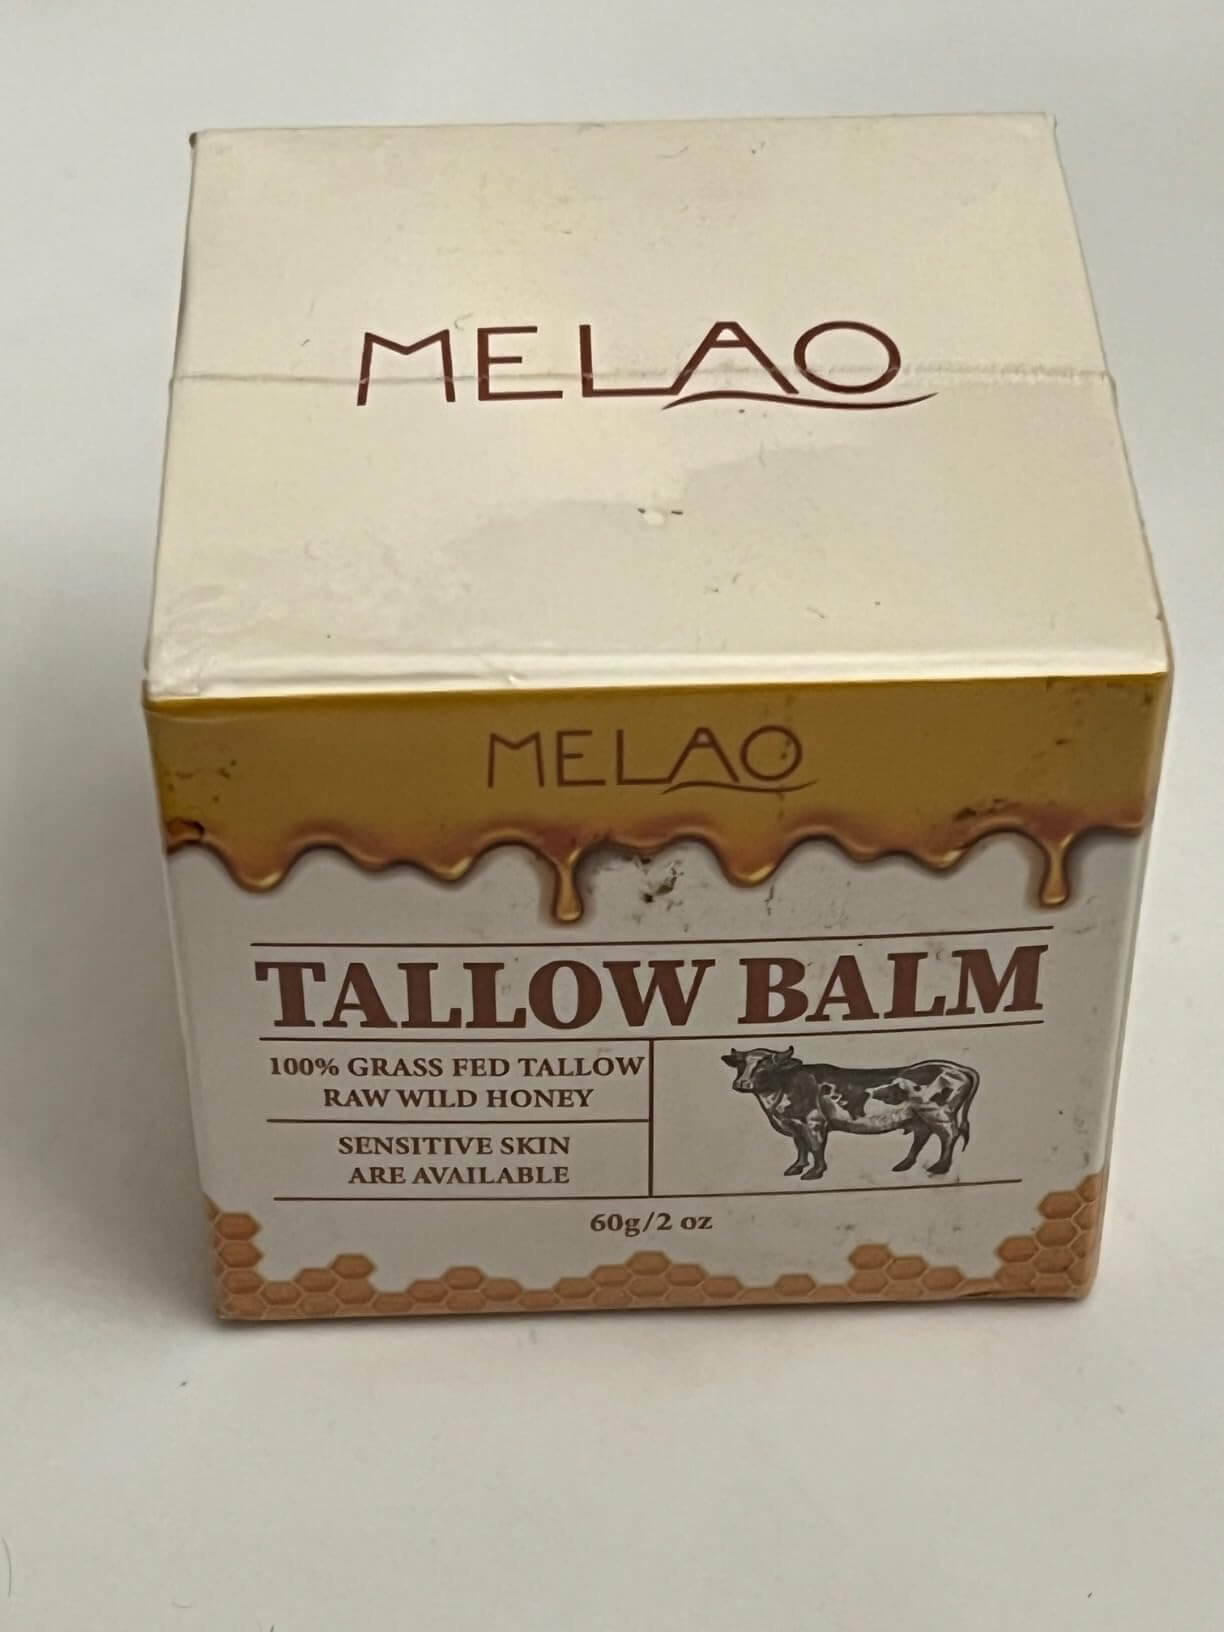 MELAO
MELAO
TALLOW BALM
100% GRASS FED TALLOW
RAW WILD HONEY
SENSITIVE SKIN
ARE AVAILABLE
60g/2 oz